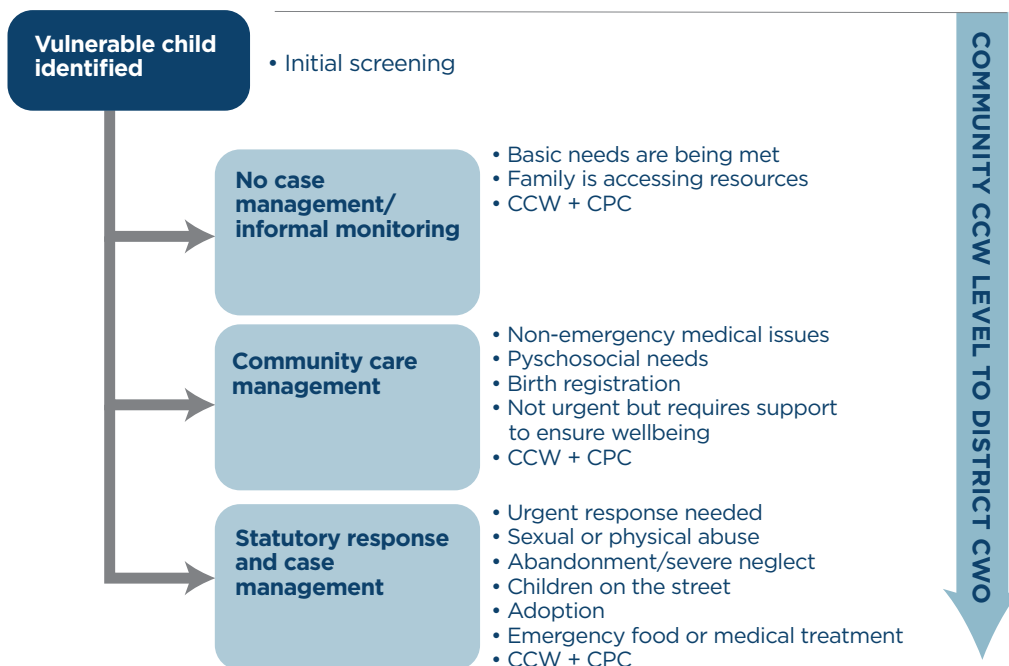 Vulnerable child
identified
• Initial screening
No case
management/
informal monitoring
• Basic needs are being met
• Family is accessing resources
• CCW + CPC
Community care
management
• Non-emergency medical issues
• Pyschosocial needs
• Birth registration
• Not urgent but requires support
to ensure wellbeing
• CCW + CPC
Statutory response
and case
management
• Urgent response needed
• Sexual or physical abuse
• Abandonment/severe neglect
• Children on the street
• Adoption
• Emergency food or medical treatment
• CCW + CPC
COMMUNITY CCW LEVEL TO DISTRICT CWO